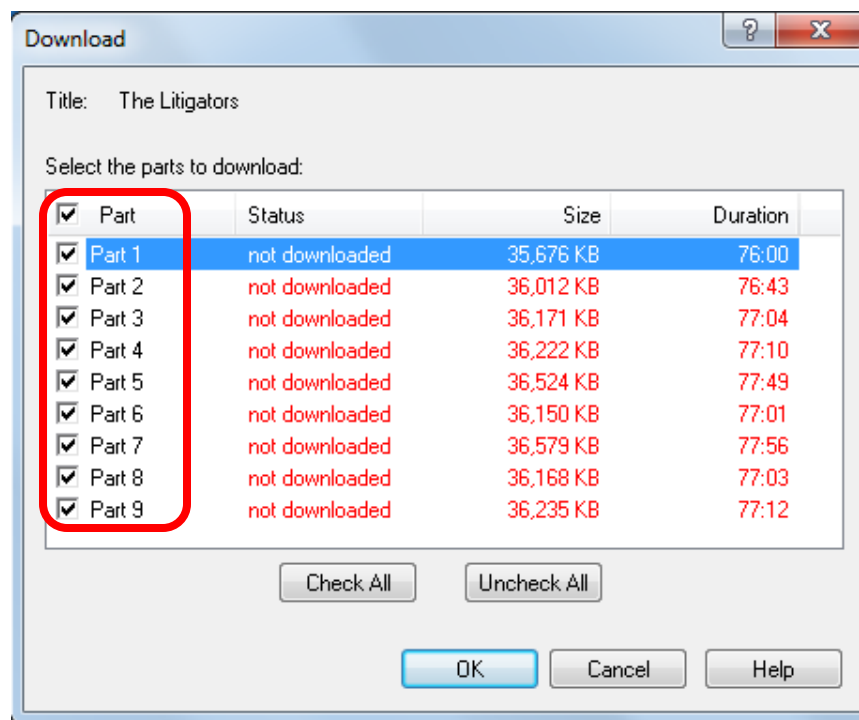 Download
Title: The Litigators
Select the parts to download:
Part Status Size Duration
Part 1 not downloaded 35,676 KB 76:00
Part 2 not downloaded 36,012 KB 76:43
Part 3 not downloaded 36,171 KB 77:04
Part 4 not downloaded 36,222 KB 77:10
Part 5 not downloaded 36,524 KB 77:49
Part 6 not downloaded 36,150 KB 77:01
Part 7 not downloaded 36,579 KB 77:56
Part 8 not downloaded 36,168 KB 77:03
Part 9 not downloaded 36,235 KB 77:12
Check All Uncheck All
OK Cancel Help